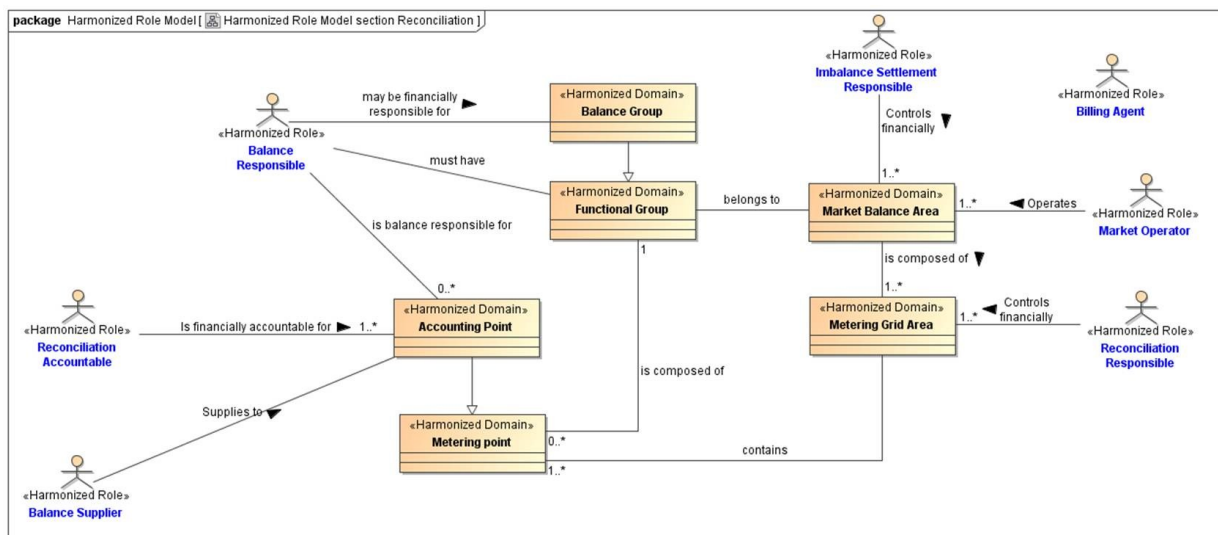 package Harmonized Role Model [ Harmonized Role Model section Reconciliation ]
«Harmonized Role»
Imbalance Settlement
Responsible
«Harmonized Role»
Billing Agent
may be financially
responsible for
«Harmonized Domain»
Balance Group
Controls
financially
«Harmonized Role»
Balance
Responsible
must have
1..*
«Harmonized Domain»
Functional Group
belongs to
«Harmonized Domain»
Market Balance Area
1..*
Operates
«Harmonized Role»
Market Operator
is balance responsible for
1
is composed of
0..*
1..*
«Harmonized Role»
Reconciliation
Accountable
Is financially accountable for
1..*
«Harmonized Domain»
Accounting Point
«Harmonized Domain»
Metering Grid Area
1..*
Controls
financially
«Harmonized Role»
Reconciliation
Responsible
is composed of
Supplies to
«Harmonized Domain»
Metering point
0..*
1..*
contains
«Harmonized Role»
Balance Supplier